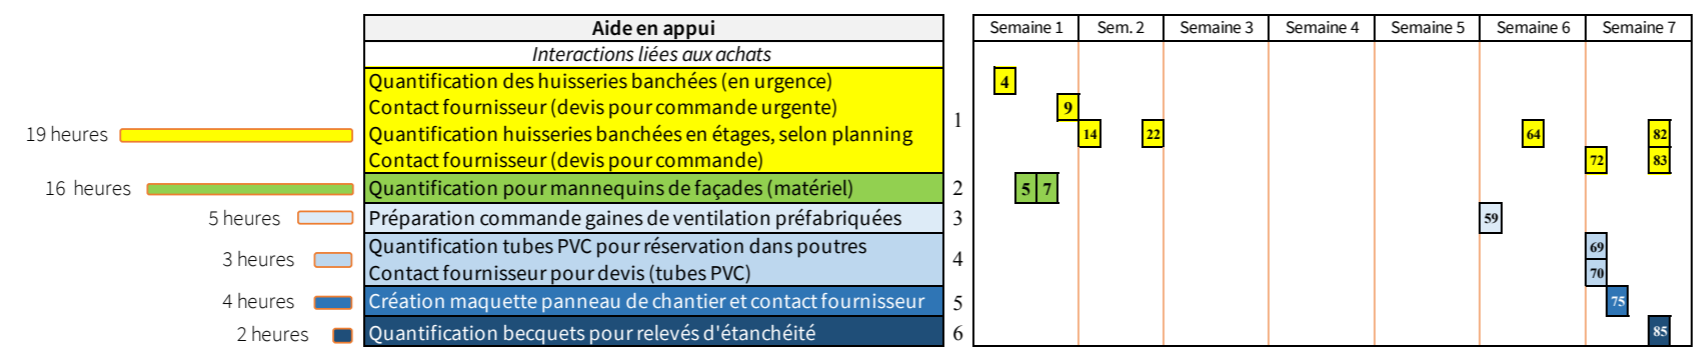 Aide en appui
Semaine 1 Sem. 2 Semaine 3 Semaine 4 Semaine 5 Semaine 6 Semaine 7
Interactions liées aux achats
Quantification des huisseries banchées (en urgence) 4
Contact fournisseur (devis pour commande urgente) 9
1
19 heures Quantification huisseries banchées en étages, selon planning 14 22 64 82
Contact fournisseur (devis pour commande) 72 83
16 heures Quantification pour mannequins de façades (matériel) 2 5 7
5 heures Préparation commande gaines de ventilation préfabriquées 3 59
Quantification tubes PVC pour réservation dans poutres 69
3 heures 4
Contact fournisseur pour devis (tubes PVC) 70
4 heures Création maquette panneau de chantier et contact fournisseur 5 75
2 heures Quantification becquets pour relevés d'étanchéité 6 85